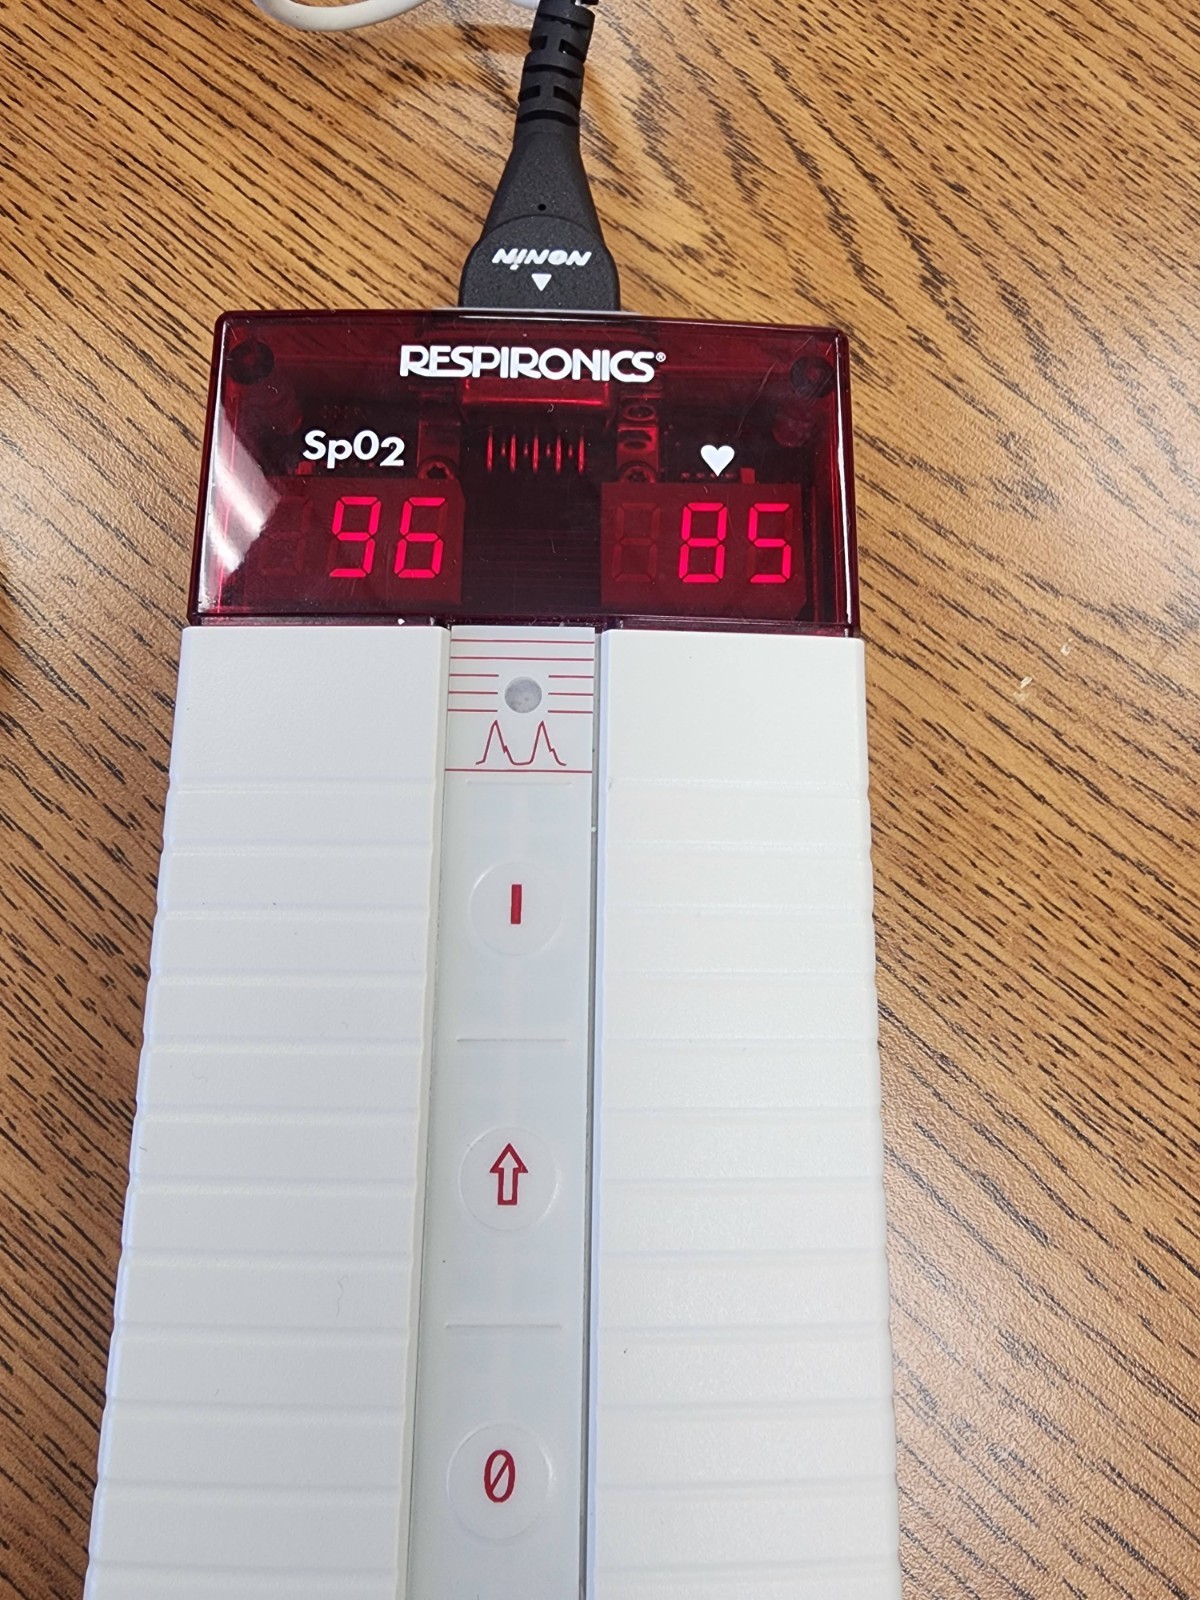 NONIN
RESPIRONICS®
SpO2 ♥
96 85
I
0